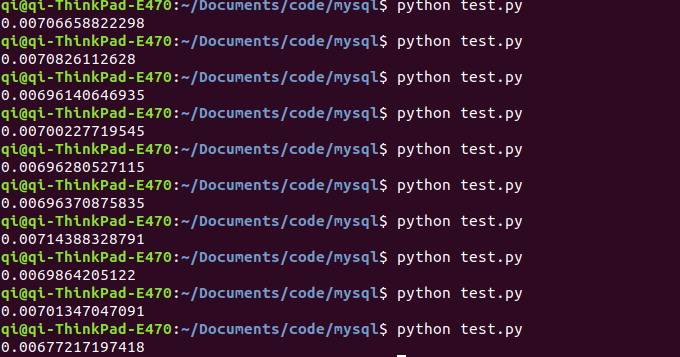 qi@qi-ThinkPad-E470:~/Documents/code/mysql$ python test.py
0.00706658822298
qi@qi-ThinkPad-E470:~/Documents/code/mysql$ python test.py
0.0070826112628
qi@qi-ThinkPad-E470:~/Documents/code/mysql$ python test.py
0.00696140646935
qi@qi-ThinkPad-E470:~/Documents/code/mysql$ python test.py
0.00700227719545
qi@qi-ThinkPad-E470:~/Documents/code/mysql$ python test.py
0.00696280527115
qi@qi-ThinkPad-E470:~/Documents/code/mysql$ python test.py
0.00696370875835
qi@qi-ThinkPad-E470:~/Documents/code/mysql$ python test.py
0.00714388328791
qi@qi-ThinkPad-E470:~/Documents/code/mysql$ python test.py
0.0069864205122
qi@qi-ThinkPad-E470:~/Documents/code/mysql$ python test.py
0.00701347047091
qi@qi-ThinkPad-E470:~/Documents/code/mysql$ python test.py
0.00677217197418